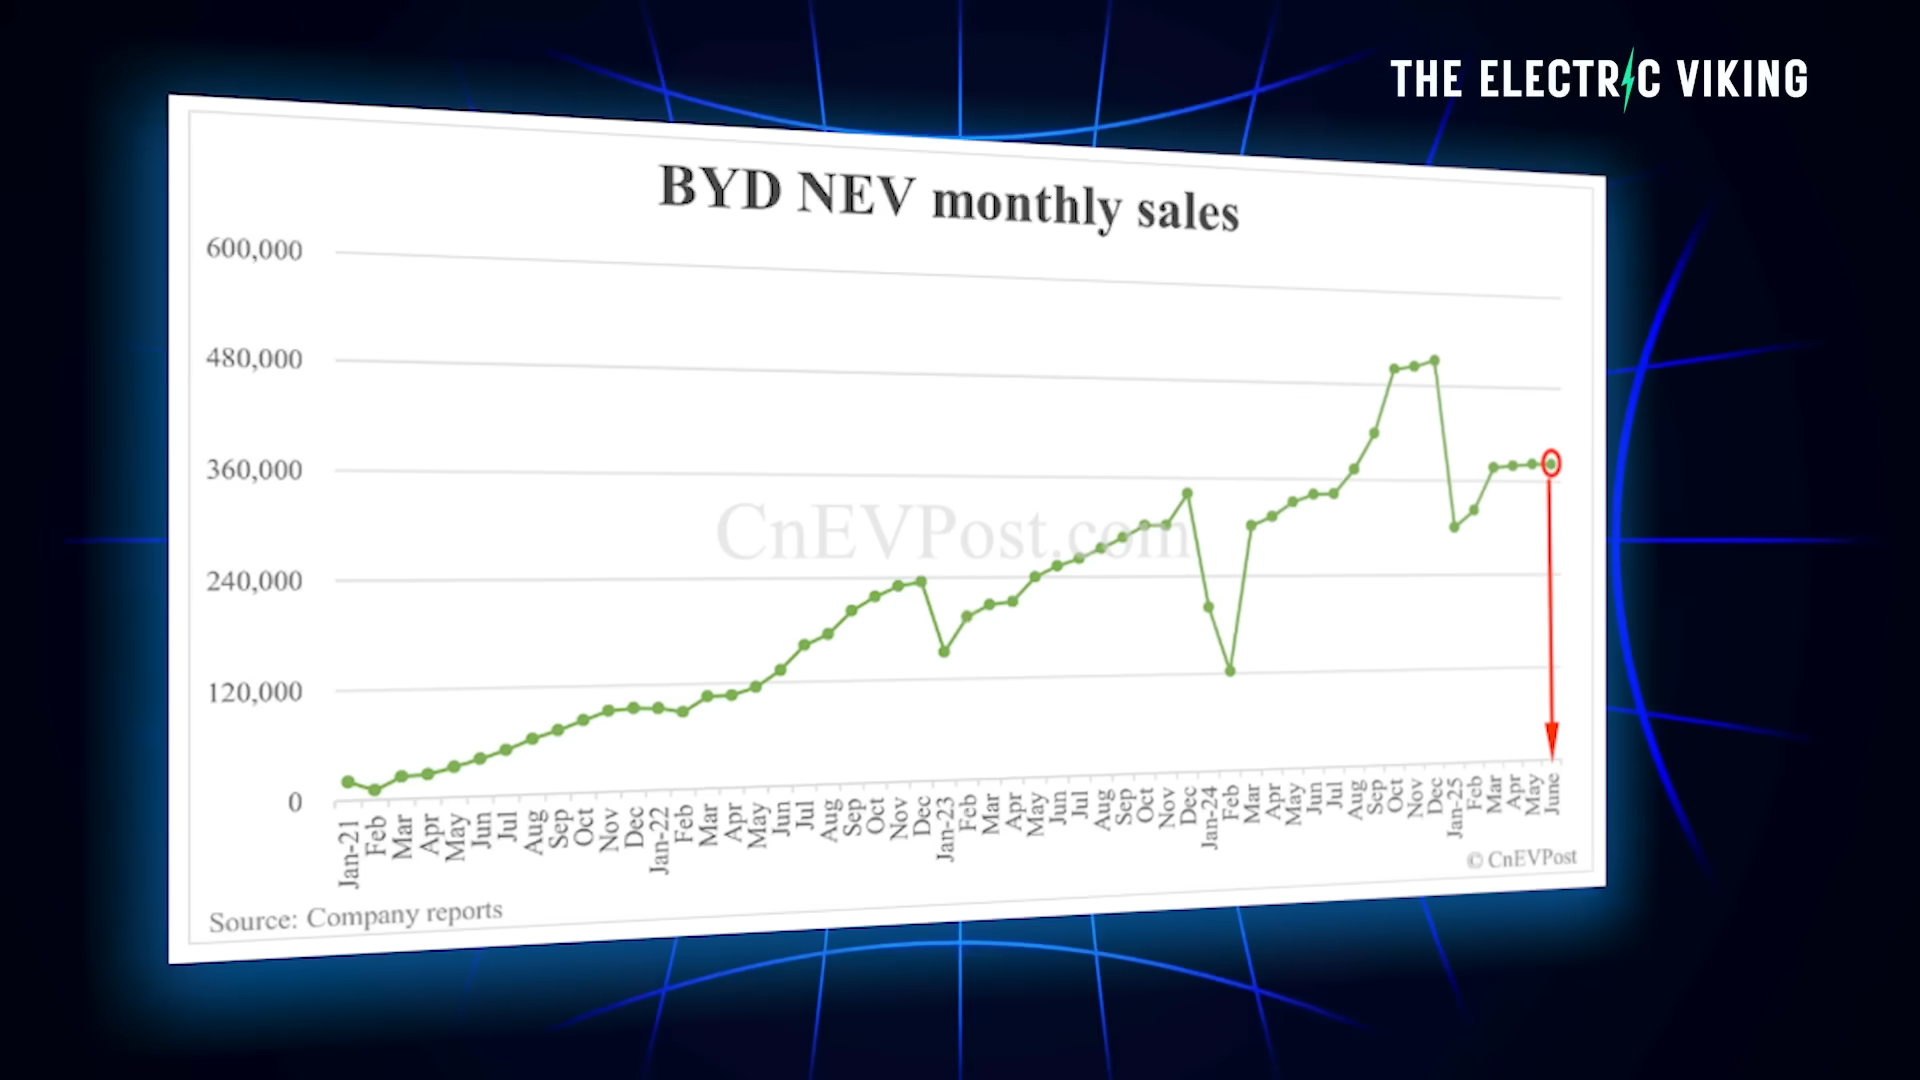 THE ELECTRIC VIKING
BYD NEV monthly sales
600,000
480,000
360,000
240,000
120,000
0
CnEVPost.com
Jan-21 Feb Mar Apr May Jun Jul Aug Sep Oct Nov Dec Jan-22 Feb Mar Apr May Jun Jul Aug Sep Oct Nov Dec Jan-23 Feb Mar Apr May Jun Jul Aug Sep Oct Nov Dec Jan-24 Feb Mar Apr May Jun Jul Aug Sep Oct Nov Dec Jan-25 Feb Mar Apr May June
© CnEVPost
Source: Company reports